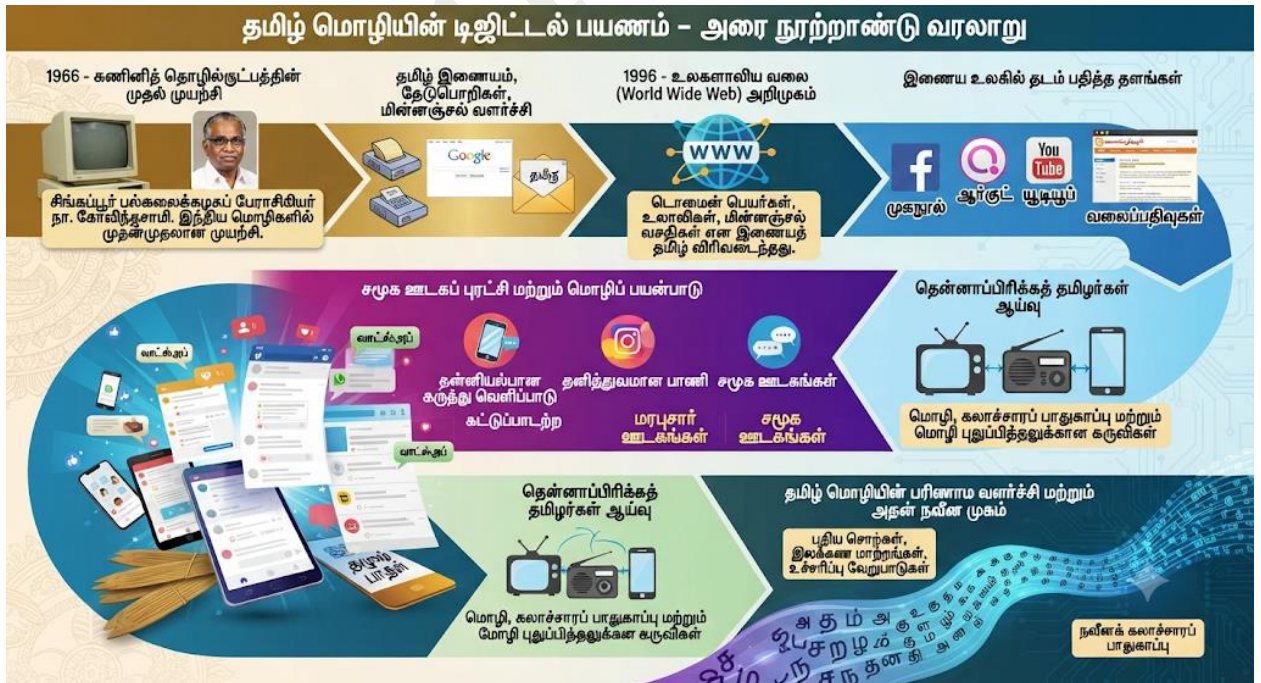 தமிழ் மொழியின் டிஜிட்டல் பயணம் – அரை நூற்றாண்டு வரலாறு
1966 - கணினித் தொழில்நுட்பத்தின்
முதல் முயற்சி
சிங்கப்பூர் பல்கலைக்கழகப் பேராசிரியர்
நா. கோவிந்தசாமி. இந்திய மொழிகளில்
முதன்முதலான முயற்சி.
தமிழ் இணையம்,
தேடுபொறிகள்,
மின்னஞ்சல் வளர்ச்சி
Google
தமிழ்
1996 - உலகளாவிய வலை
(World Wide Web) அறிமுகம்
WWW
டொமைன் பெயர்கள்,
உலாவிகள், மின்னஞ்சல்
வசதிகள் என இணையத்
தமிழ் விரிவடைந்தது.
இணைய உலகில் தடம் பதித்த தளங்கள்
முகநூல்
ஆர்குட்
You
Tube
யூடியூப்
வலைப்பதிவுகள்
தென்னாப்பிரிக்கத் தமிழர்கள்
ஆய்வு
மொழி, கலாச்சாரப் பாதுகாப்பு மற்றும்
மொழி புதுப்பித்தலுக்கான கருவிகள்
சமூக ஊடகப் புரட்சி மற்றும் மொழிப் பயன்பாடு
தன்னியல்பான
கருத்து வெளிப்பாடு
கட்டுப்பாடற்ற
தனித்துவமான பாணி
மரபுசார்
ஊடகங்கள்
சமூக ஊடகங்கள்
சமூக
ஊடகங்கள்
வாட்ஸ்அப்
வாட்ஸ்அப்
வாட்ஸ்அப்
தென்னாப்பிரிக்கத்
தமிழர்கள் ஆய்வு
மொழி, கலாச்சாரப் பாதுகாப்பு மற்றும்
மோழி புதுப்பித்தலுக்கன கருவிகள்
தமிழ் மொழியின் பரிணாம வளர்ச்சி மற்றும்
அதன் நவீன முகம்
புதிய சொற்கள்,
இலக்கண மாற்றங்கள்,
உச்சரிப்பு வேறுபாடுகள்
நவீனக் கலாச்சாரப்
பாதுகாப்பு